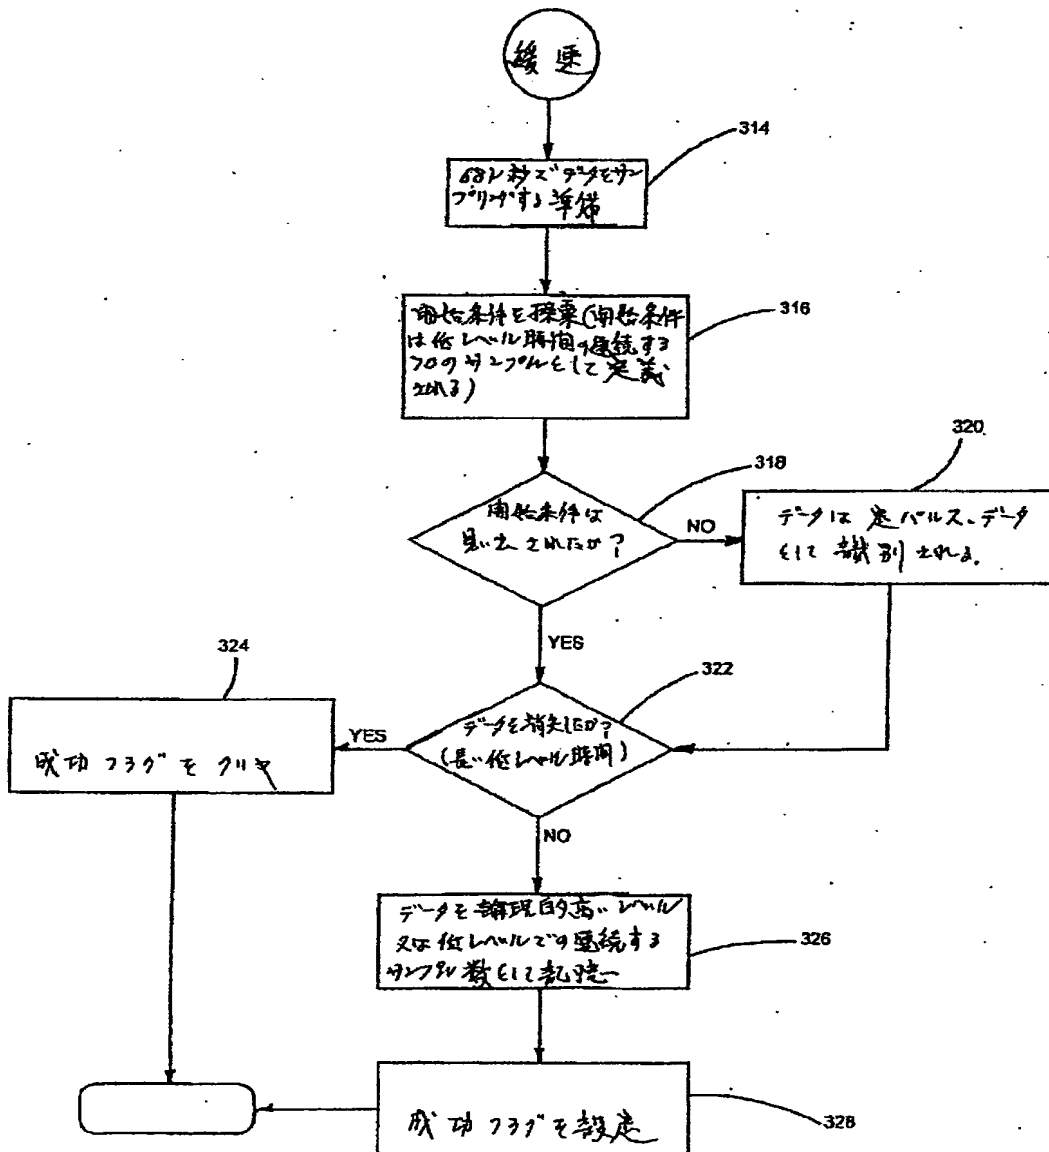 緩速
314
68μ秒でデータをサン
プリングする準備
316
開始条件を探索(開始条件
は低レベル時間の連続する
20のサンプルとして定義
される)
318
320
開始条件は
見い出されたか?
NO
データは速パルス、データ
として識別される。
YES
324
322
データを消失したか?
(長い低レベル時間)
YES
成功フラグをクリヤ
NO
データを論理的高いレベル
又は低レベルでの連続する
サンプル数として記憶
326
成功フラグを設定
328